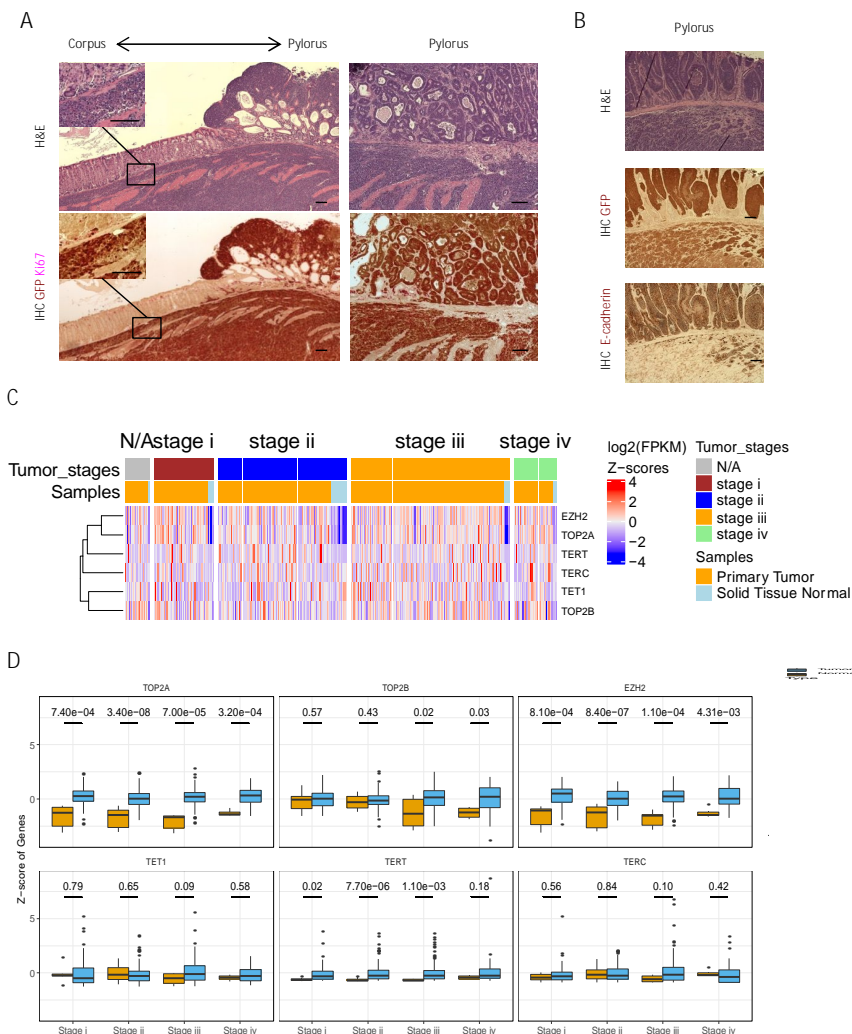 A
B
Corpus
Pylorus
Pylorus
Pylorus
H&E
H&E
IHC GFP Ki67
IHC GFP
IHC E-cadherin
C
N/A stage i
stage ii
stage iii
stage iv
Tumor_stages
Samples
EZH2
TOP2A
TERT
TERC
TET1
TOP2B
log2(FPKM)
Z-scores
4
2
0
−2
−4
Tumor_stages
N/A
stage i
stage ii
stage iii
stage iv
Samples
Primary Tumor
Solid Tissue Normal
D
Type
TOP2A
TOP2B
EZH2
7.40e−04 3.40e−08 7.00e−05 3.20e−04
0.57 0.43 0.02 0.03
8.10e−04 8.40e−07 1.10e−04 4.31e−03
5
0
Z−score of Genes
TET1
TERT
TERC
0.79 0.65 0.09 0.58
0.02 7.70e−06 1.10e−03 0.18
0.56 0.84 0.10 0.42
5
0
Stage i Stage ii Stage iii Stage iv
Stage i Stage ii Stage iii Stage iv
Stage i Stage ii Stage iii Stage iv